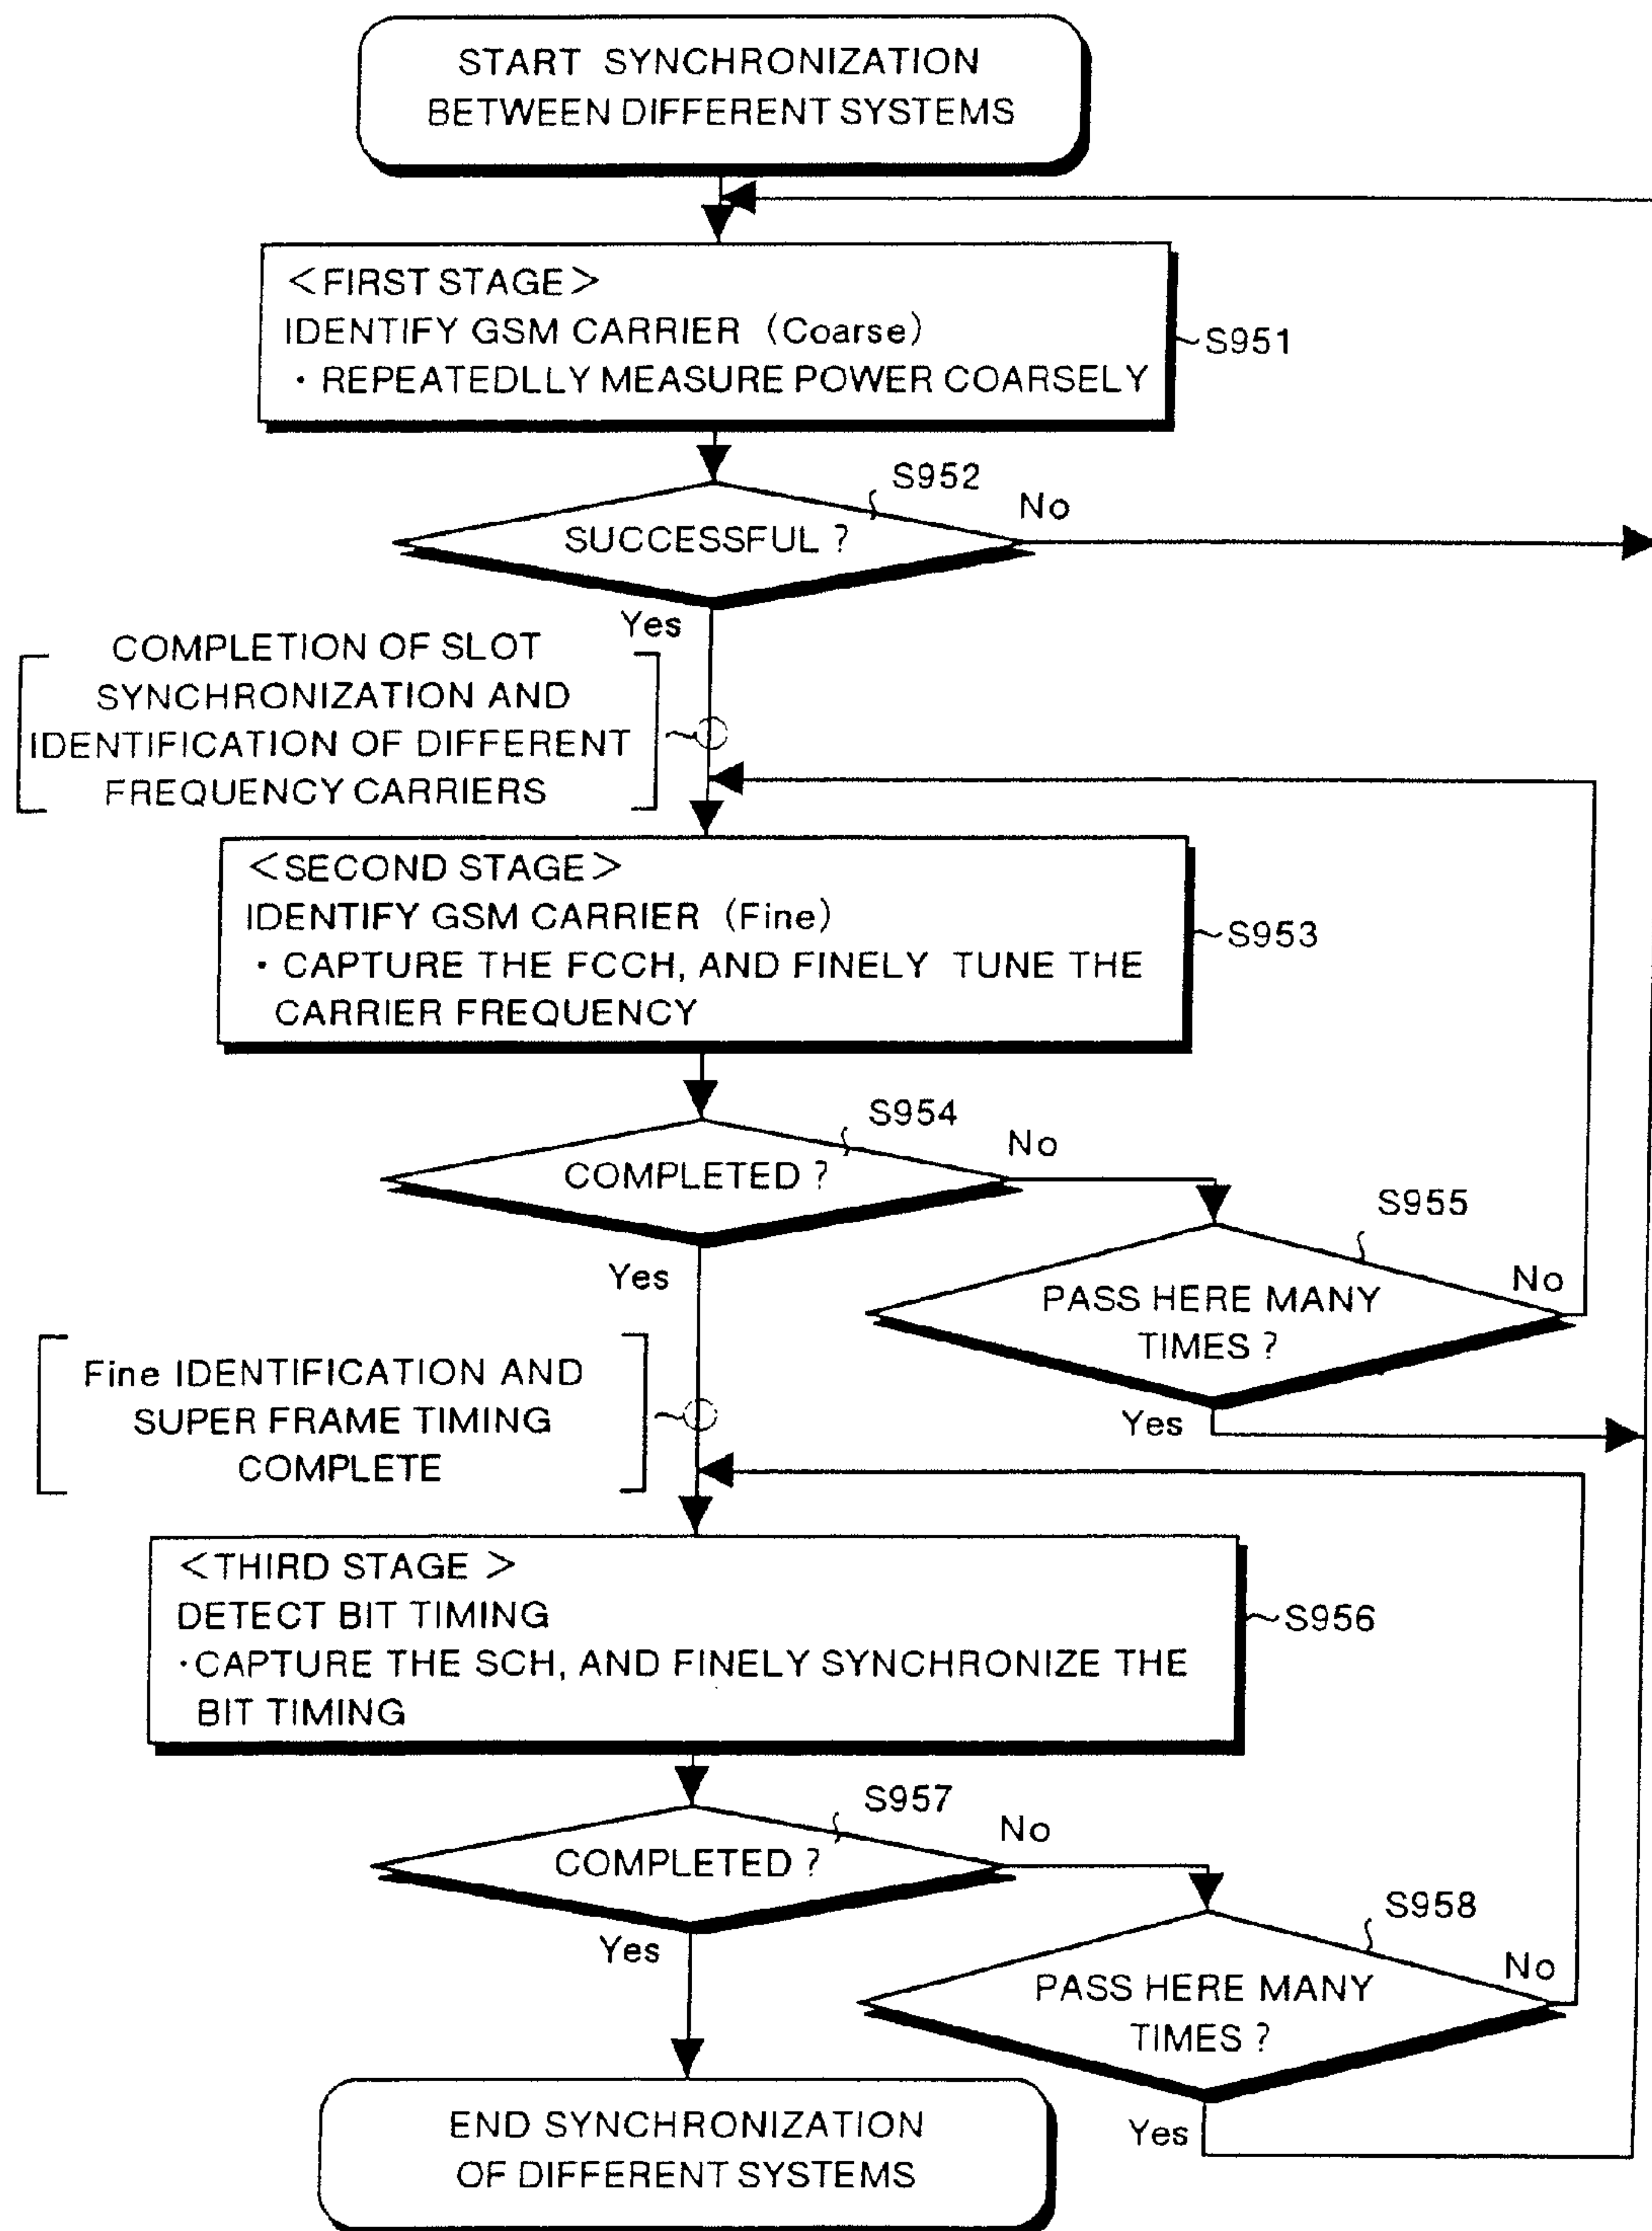 START SYNCHRONIZATION
BETWEEN DIFFERENT SYSTEMS
<FIRST STAGE>
IDENTIFY GSM CARRIER (Coarse)
・REPEATEDLLY MEASURE POWER COARSELY
S951
S952
SUCCESSFUL ?
No
Yes
COMPLETION OF SLOT
SYNCHRONIZATION AND
IDENTIFICATION OF DIFFERENT
FREQUENCY CARRIERS
<SECOND STAGE>
IDENTIFY GSM CARRIER (Fine)
・CAPTURE THE FCCH, AND FINELY TUNE THE
CARRIER FREQUENCY
S953
S954
COMPLETED ?
No
Yes
S955
PASS HERE MANY
TIMES ?
No
Yes
Fine IDENTIFICATION AND
SUPER FRAME TIMING
COMPLETE
<THIRD STAGE >
DETECT BIT TIMING
・CAPTURE THE SCH, AND FINELY SYNCHRONIZE THE
BIT TIMING
S956
S957
COMPLETED ?
No
Yes
S958
PASS HERE MANY
TIMES ?
No
Yes
END SYNCHRONIZATION
OF DIFFERENT SYSTEMS